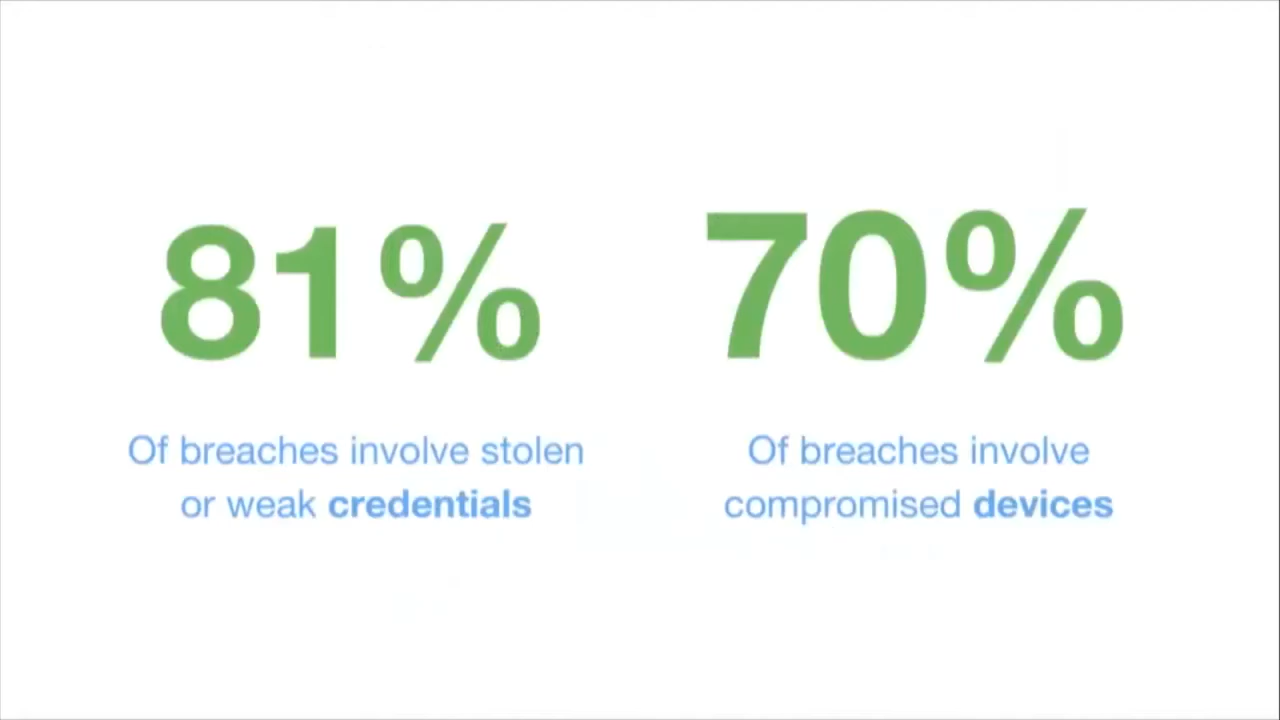 81%
Of breaches involve stolen
or weak credentials
70%
Of breaches involve
compromised devices